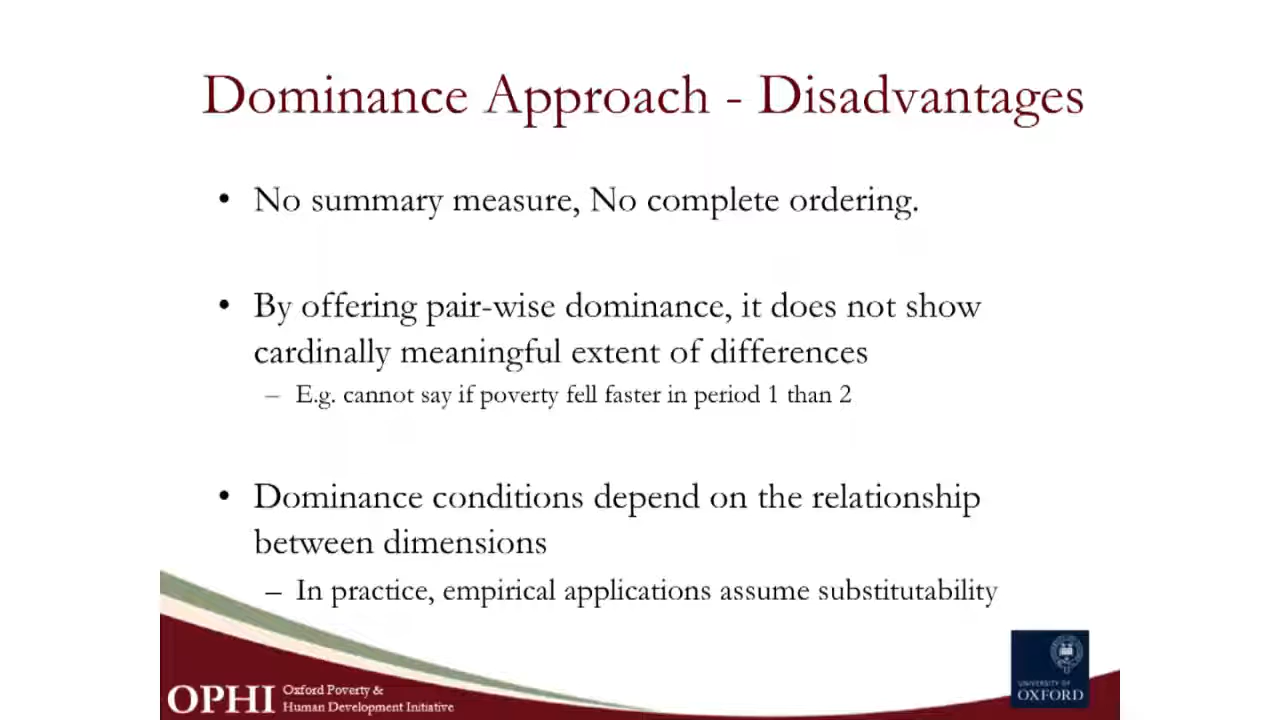 Dominance Approach - Disadvantages
• No summary measure, No complete ordering.
• By offering pair-wise dominance, it does not show
cardinally meaningful extent of differences
– E.g. cannot say if poverty fell faster in period 1 than 2
• Dominance conditions depend on the relationship
between dimensions
– In practice, empirical applications assume substitutability
OPHI
Oxford Poverty &
Human Development Initiative
UNIVERSITY OF
OXFORD